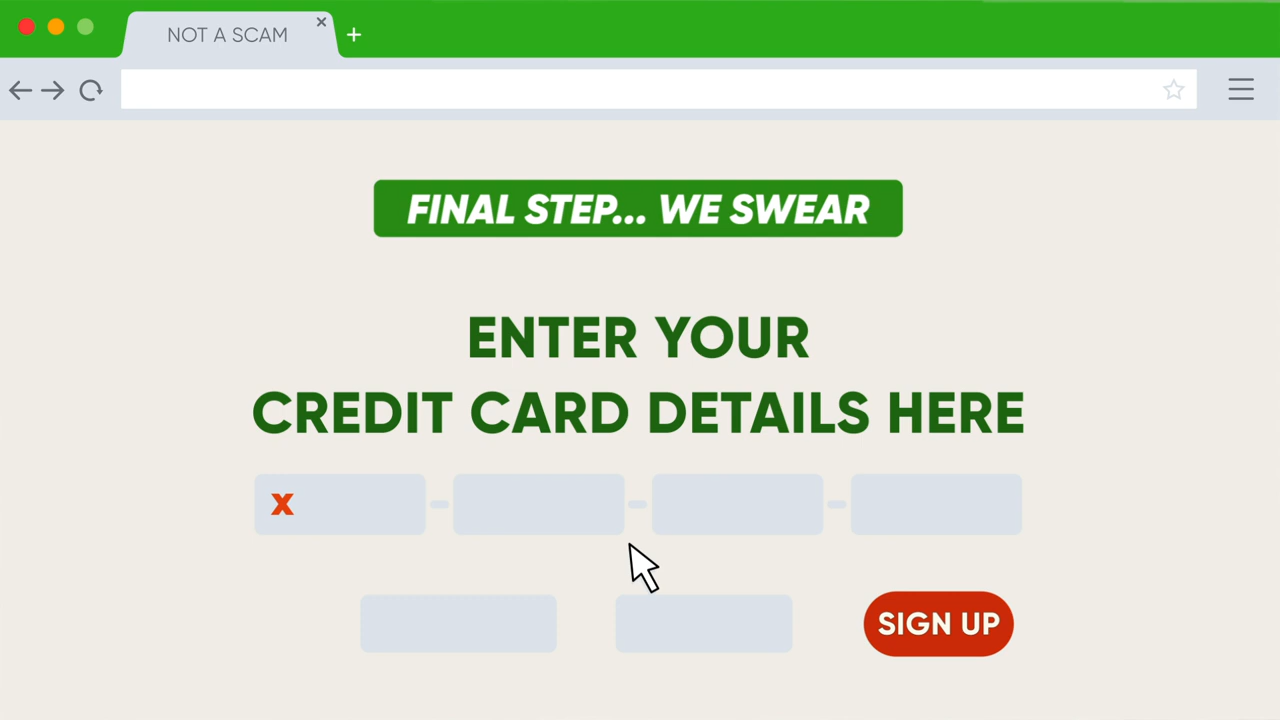 NOT A SCAM
FINAL STEP... WE SWEAR
ENTER YOUR
CREDIT CARD DETAILS HERE
X
SIGN UP